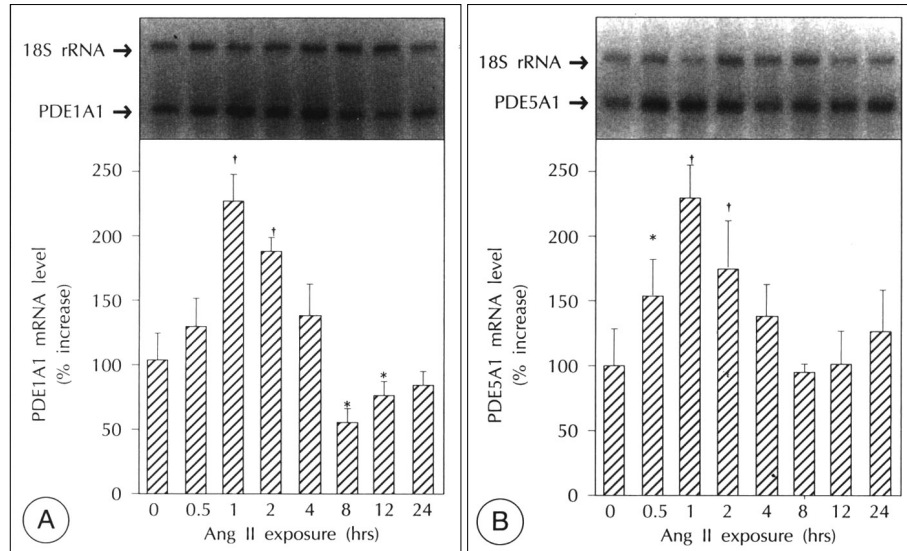 18S rRNA →
PDE1A1 →
PDE1A1 mRNA level
(% increase)
250
200
150
100
50
0
†
†
*
*
0 0.5 1 2 4 8 12 24
Ang II exposure (hrs)
A
18S rRNA →
PDE5A1 →
PDE5A1 mRNA level
(% increase)
250
200
150
100
50
0
*
†
†
0 0.5 1 2 4 8 12 24
Ang II exposure (hrs)
B